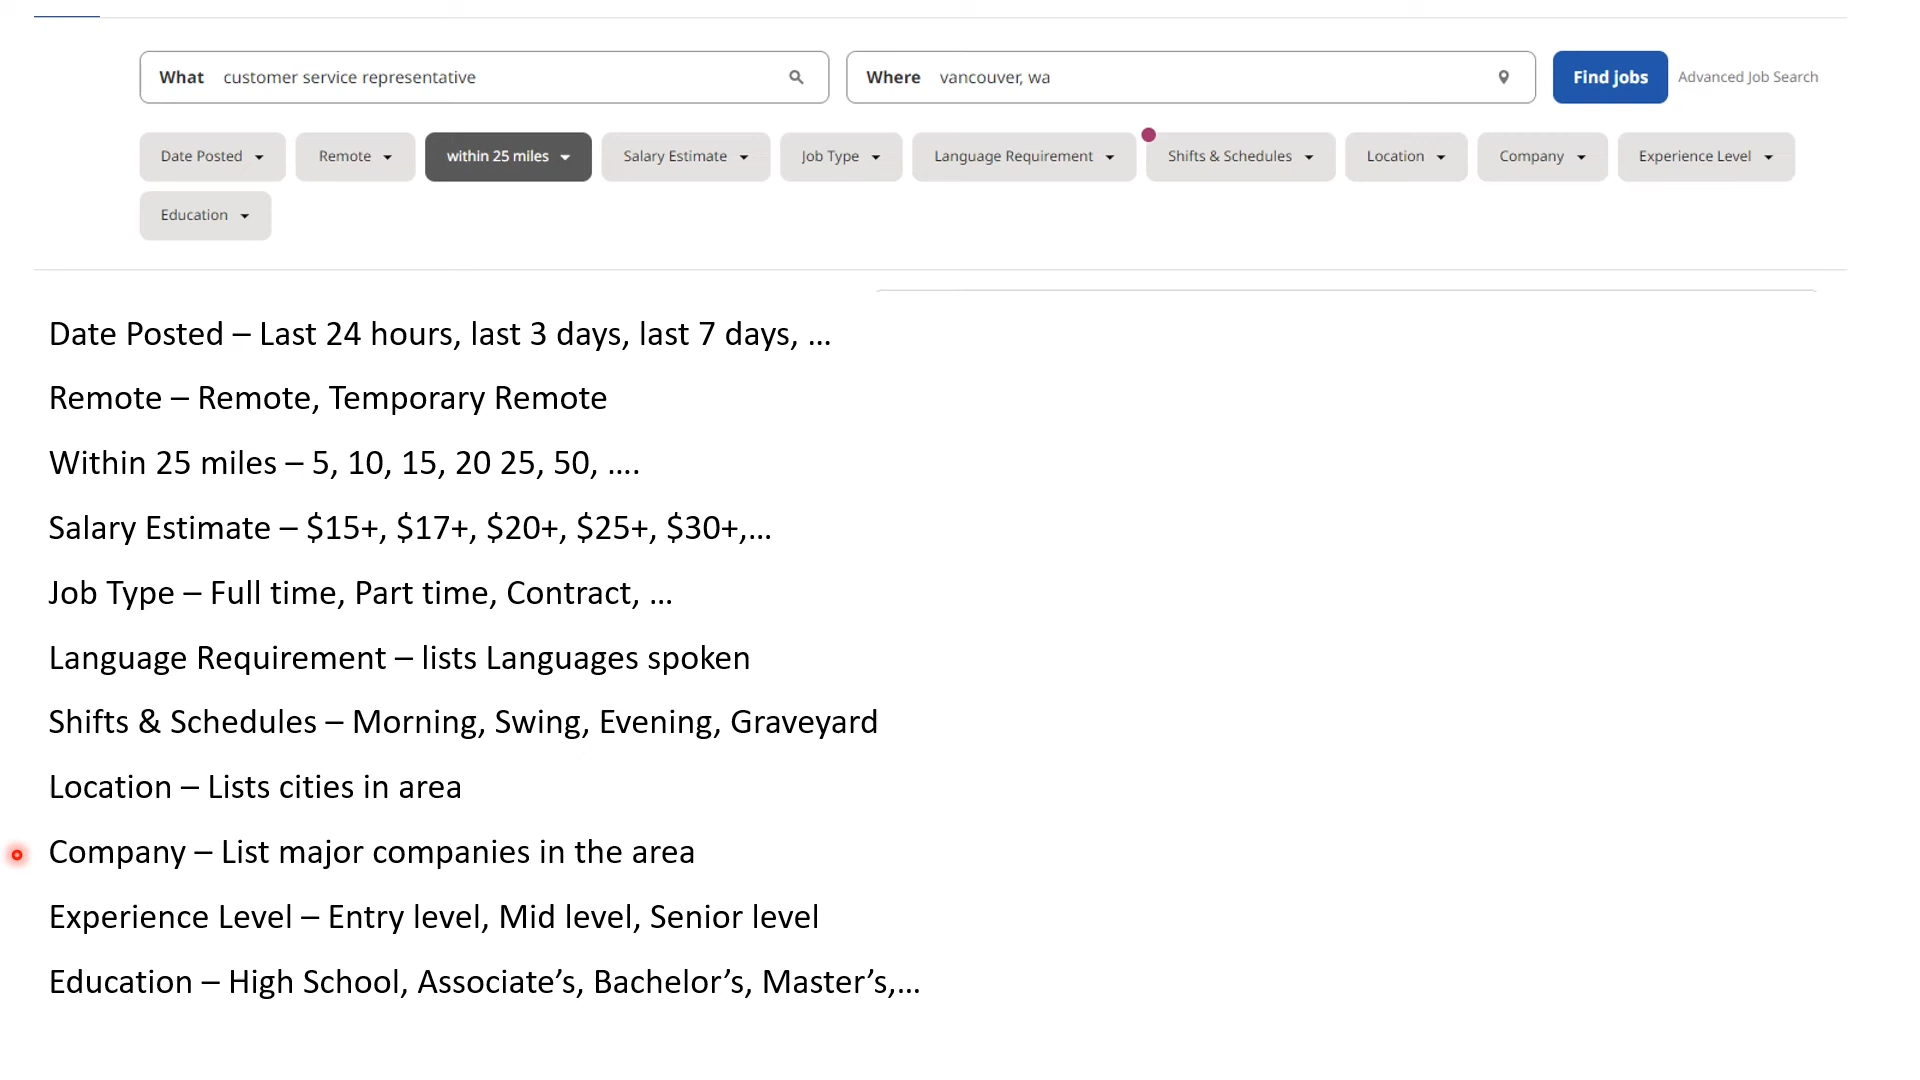 What customer service representative Where vancouver, wa Find jobs Advanced Job Search
Date Posted Remote within 25 miles Salary Estimate Job Type Language Requirement Shifts & Schedules Location Company Experience Level
Education
Date Posted – Last 24 hours, last 3 days, last 7 days, …
Remote – Remote, Temporary Remote
Within 25 miles – 5, 10, 15, 20 25, 50, ….
Salary Estimate – $15+, $17+, $20+, $25+, $30+,…
Job Type – Full time, Part time, Contract, …
Language Requirement – lists Languages spoken
Shifts & Schedules – Morning, Swing, Evening, Graveyard
Location – Lists cities in area
Company – List major companies in the area
Experience Level – Entry level, Mid level, Senior level
Education – High School, Associate’s, Bachelor’s, Master’s,…